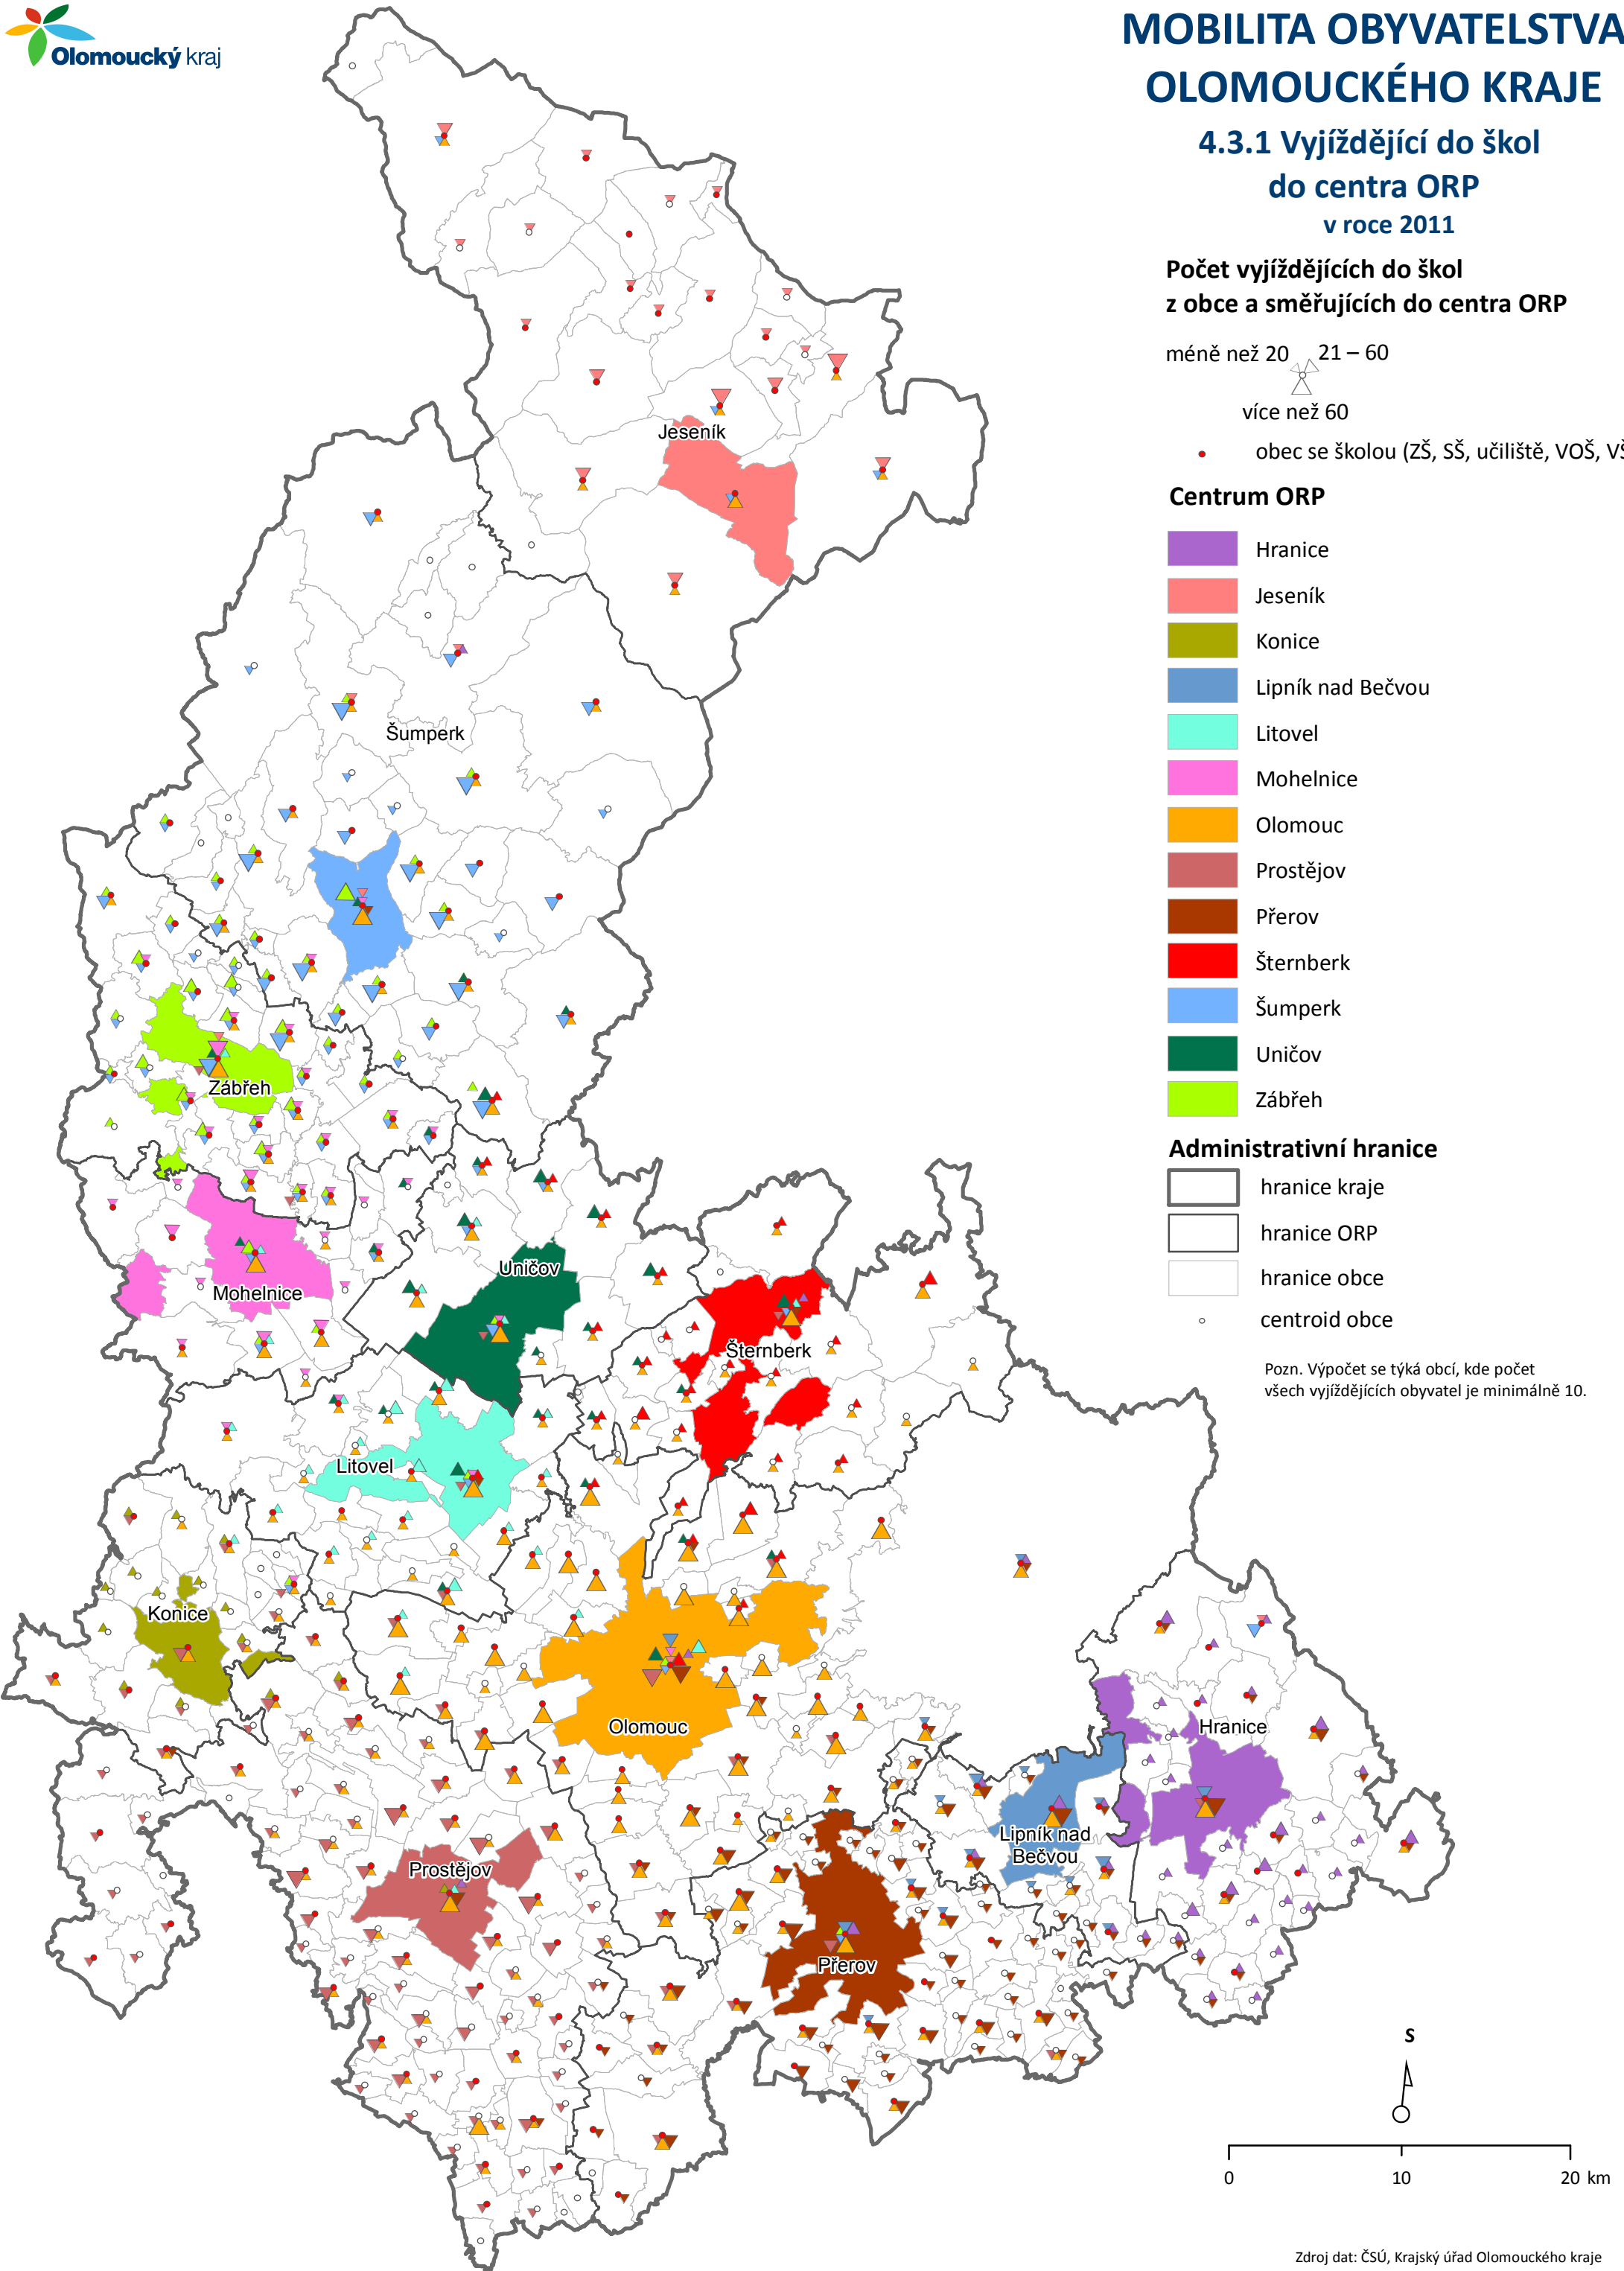 Olomoucký kraj
MOBILITA OBYVATELSTVA
OLOMOUCKÉHO KRAJE
4.3.1 Vyjíždějící do škol
do centra ORP
v roce 2011
Počet vyjíždějících do škol
z obce a směřujících do centra ORP
méně než 20
21 – 60
více než 60
obec se školou (ZŠ, SŠ, učiliště, VOŠ, VŠ
Centrum ORP
Hranice
Jeseník
Konice
Lipník nad Bečvou
Litovel
Mohelnice
Olomouc
Prostějov
Přerov
Šternberk
Šumperk
Uničov
Zábřeh
Administrativní hranice
hranice kraje
hranice ORP
hranice obce
centroid obce
Pozn. Výpočet se týká obcí, kde počet
všech vyjíždějících obyvatel je minimálně 10.
Jeseník
Šumperk
Zábřeh
Uničov
Mohelnice
Šternberk
Litovel
Konice
Olomouc
Hranice
Lipník nad
Bečvou
Prostějov
Přerov
S
0
10
20 km
Zdroj dat: ČSÚ, Krajský úřad Olomouckého kraje